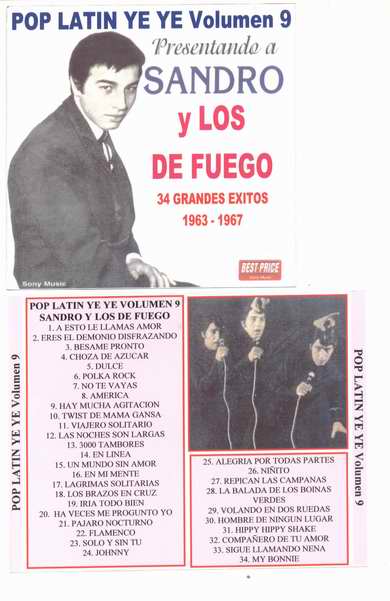 POP LATIN YE YE Volumen 9
Presentando a
SANDRO
y LOS
DE FUEGO
34 GRANDES EXITOS
1963 - 1967
BEST PRICE
Sony Music
Sony Music
POP LATIN YE YE Volumen 9
POP LATIN YE YE VOLUMEN 9
SANDRO Y LOS DE FUEGO
1. A ESTO LE LLAMAS AMOR
2. ERES EL DEMONIO DISFRAZANDO
3. BESAME PRONTO
4. CHOZA DE AZUCAR
5. DULCE
6. POLKA ROCK
7. NO TE VAYAS
8. AMERICA
9. HAY MUCHA AGITACION
10. TWIST DE MAMA GANSA
11. VIAJERO SOLITARIO
12. LAS NOCHES SON LARGAS
13. 3000 TAMBORES
14. EN LINEA
15. UN MUNDO SIN AMOR
16. EN MI MENTE
17. LAGRIMAS SOLITARIAS
18. LOS BRAZOS EN CRUZ
19. IRIA TODO BIEN
20. HA VECES ME PROGUNTO YO
21. PAJARO NOCTURNO
22. FLAMENCO
23. SOLO Y SIN TU
24. JOHNNY
25. ALEGRIA POR TODAS PARTES
26. NIÑITO
27. REPICAN LAS CAMPANAS
28. LA BALADA DE LOS BOINAS
VERDES
29. VOLANDO EN DOS RUEDAS
30. HOMBRE DE NINGUN LUGAR
31. HIPPY HIPPY SHAKE
32. COMPAÑERO DE TU AMOR
33. SIGUE LLAMANDO NENA
34. MY BONNIE
POP LATIN YE YE Volumen 9